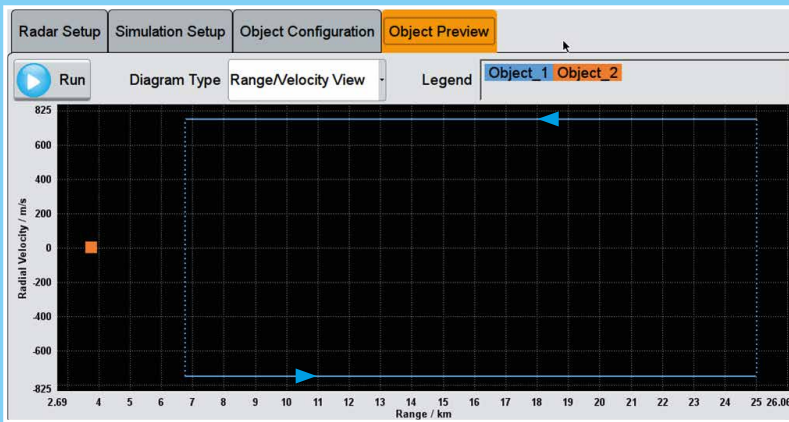 Radar Setup Simulation Setup Object Configuration Object Preview
Run Diagram Type Range/Velocity View Legend Object_1 Object_2
825
600
400
200
0
-200
-400
-600
-825
Radial Velocity / m/s
2.69 4 5 6 7 8 9 10 11 12 13 14 15 16 17 18 19 20 21 22 23 24 25 26.06
Range / km